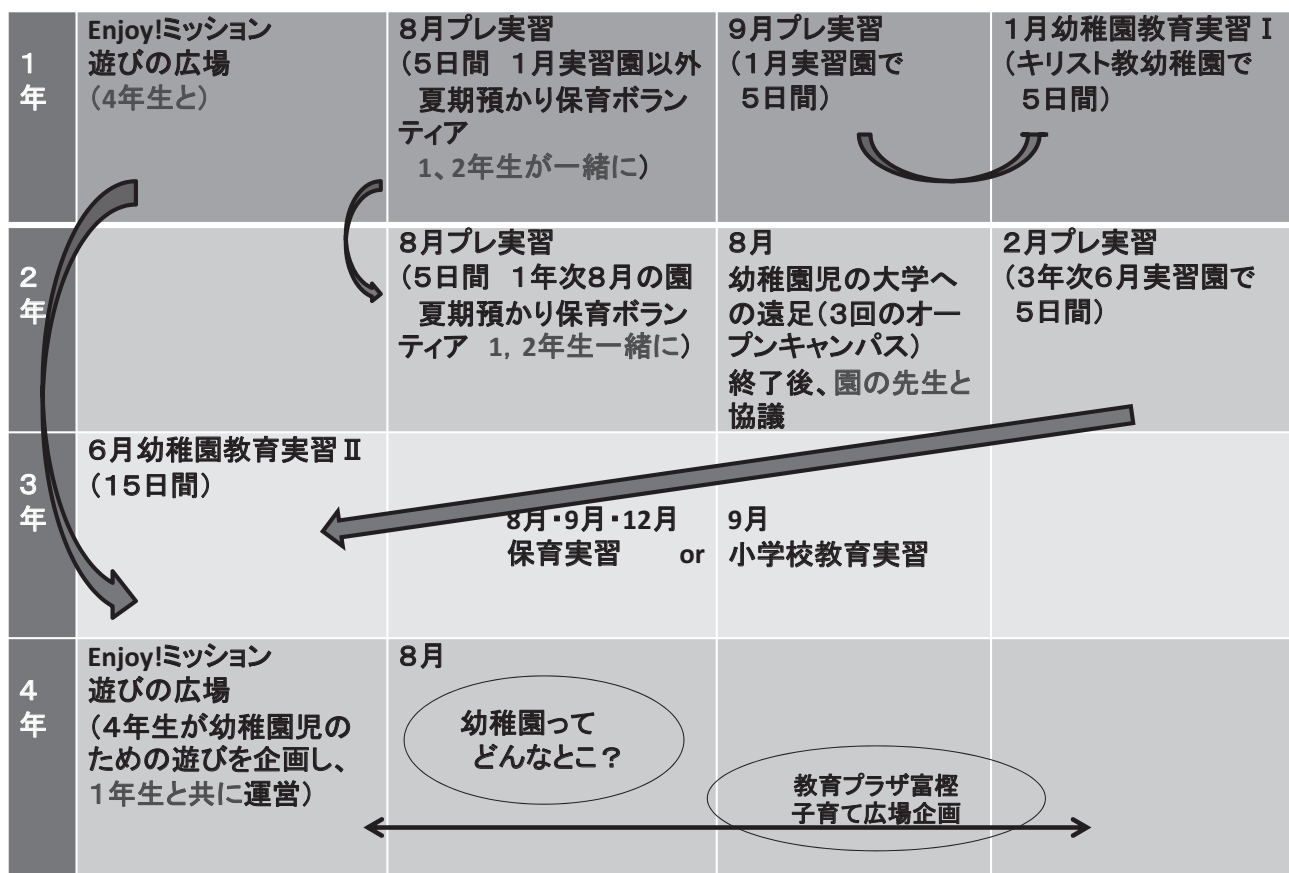 1
年
Enjoy!ミッション
遊びの広場
（4年生と）
８月プレ実習
（５日間　１月実習園以外
夏期預かり保育ボラン
ティア
1、2年生が一緒に）
９月プレ実習
（１月実習園で
５日間）
１月幼稚園教育実習Ⅰ
（キリスト教幼稚園で
５日間）
2
年
８月プレ実習
（５日間　１年次８月の園
夏期預かり保育ボラン
ティア　1, 2年生一緒に）
８月
幼稚園児の大学へ
の遠足（３回のオー
プンキャンパス）
終了後、園の先生と
協議
２月プレ実習
（３年次６月実習園で
５日間）
3
年
６月幼稚園教育実習Ⅱ
（１５日間）
8月・9月・12月
保育実習　or
9月
小学校教育実習
4
年
Enjoy!ミッション
遊びの広場
（４年生が幼稚園児の
ための遊びを企画し、
１年生と共に運営）
８月
幼稚園って
どんなとこ？
教育プラザ富樫
子育て広場企画